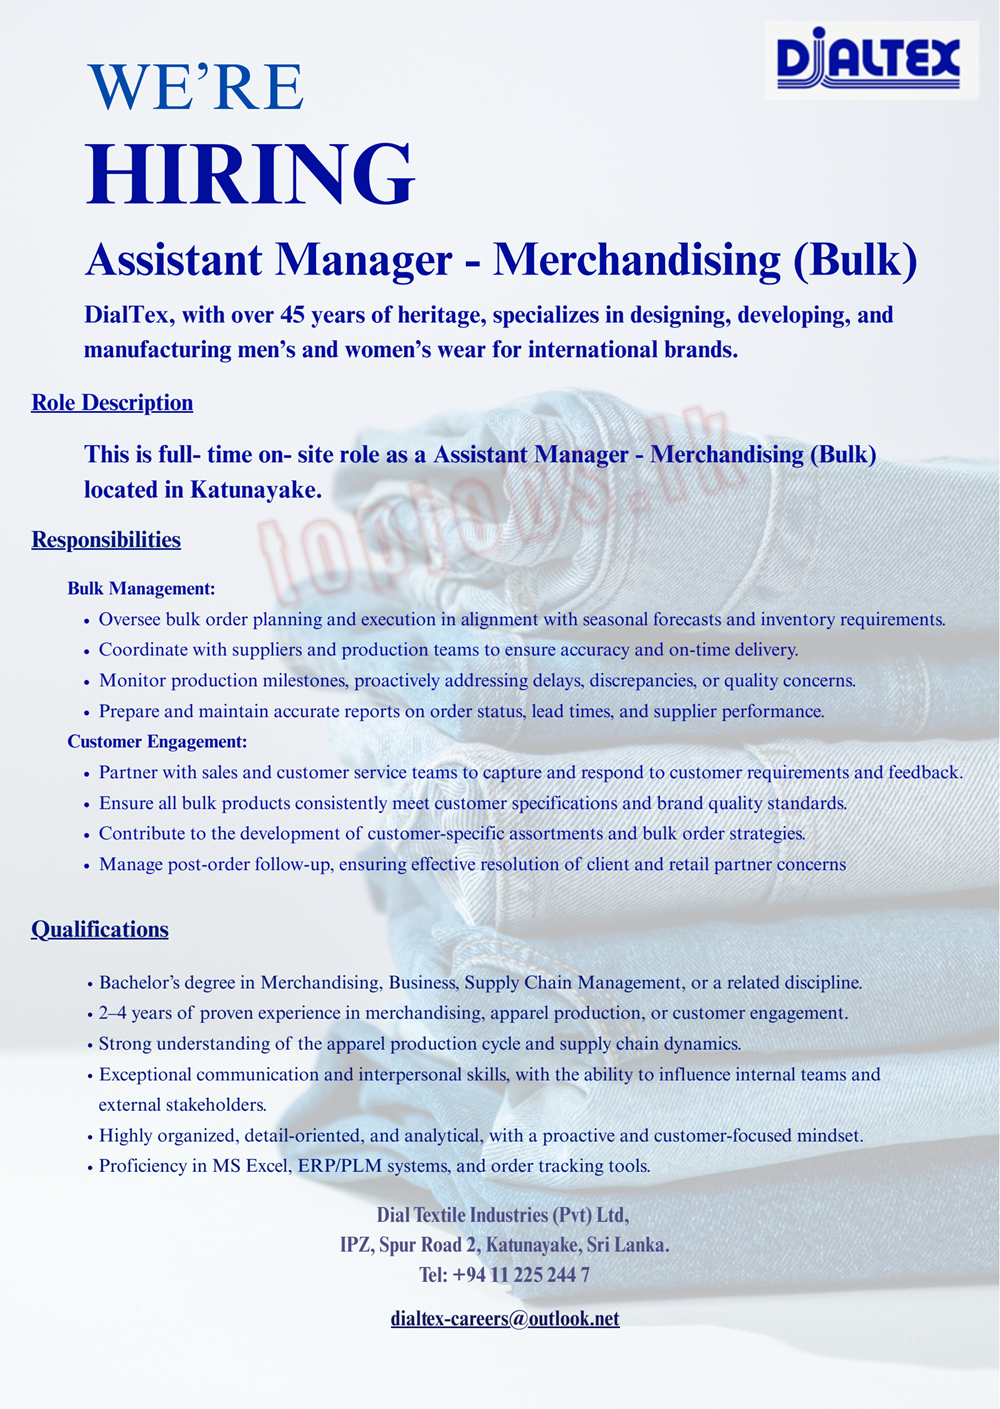 DIALTEX
WE’RE
HIRING
Assistant Manager - Merchandising (Bulk)
DialTex, with over 45 years of heritage, specializes in designing, developing, and
manufacturing men’s and women’s wear for international brands.
Role Description
This is full- time on- site role as a Assistant Manager - Merchandising (Bulk)
located in Katunayake.
topjobs.lk
Responsibilities
Bulk Management:
• Oversee bulk order planning and execution in alignment with seasonal forecasts and inventory requirements.
• Coordinate with suppliers and production teams to ensure accuracy and on-time delivery.
• Monitor production milestones, proactively addressing delays, discrepancies, or quality concerns.
• Prepare and maintain accurate reports on order status, lead times, and supplier performance.
Customer Engagement:
• Partner with sales and customer service teams to capture and respond to customer requirements and feedback.
• Ensure all bulk products consistently meet customer specifications and brand quality standards.
• Contribute to the development of customer-specific assortments and bulk order strategies.
• Manage post-order follow-up, ensuring effective resolution of client and retail partner concerns
Qualifications
• Bachelor’s degree in Merchandising, Business, Supply Chain Management, or a related discipline.
• 2–4 years of proven experience in merchandising, apparel production, or customer engagement.
• Strong understanding of the apparel production cycle and supply chain dynamics.
• Exceptional communication and interpersonal skills, with the ability to influence internal teams and
external stakeholders.
• Highly organized, detail-oriented, and analytical, with a proactive and customer-focused mindset.
• Proficiency in MS Excel, ERP/PLM systems, and order tracking tools.
Dial Textile Industries (Pvt) Ltd,
IPZ, Spur Road 2, Katunayake, Sri Lanka.
Tel: +94 11 225 244 7
dialtex-careers@outlook.net